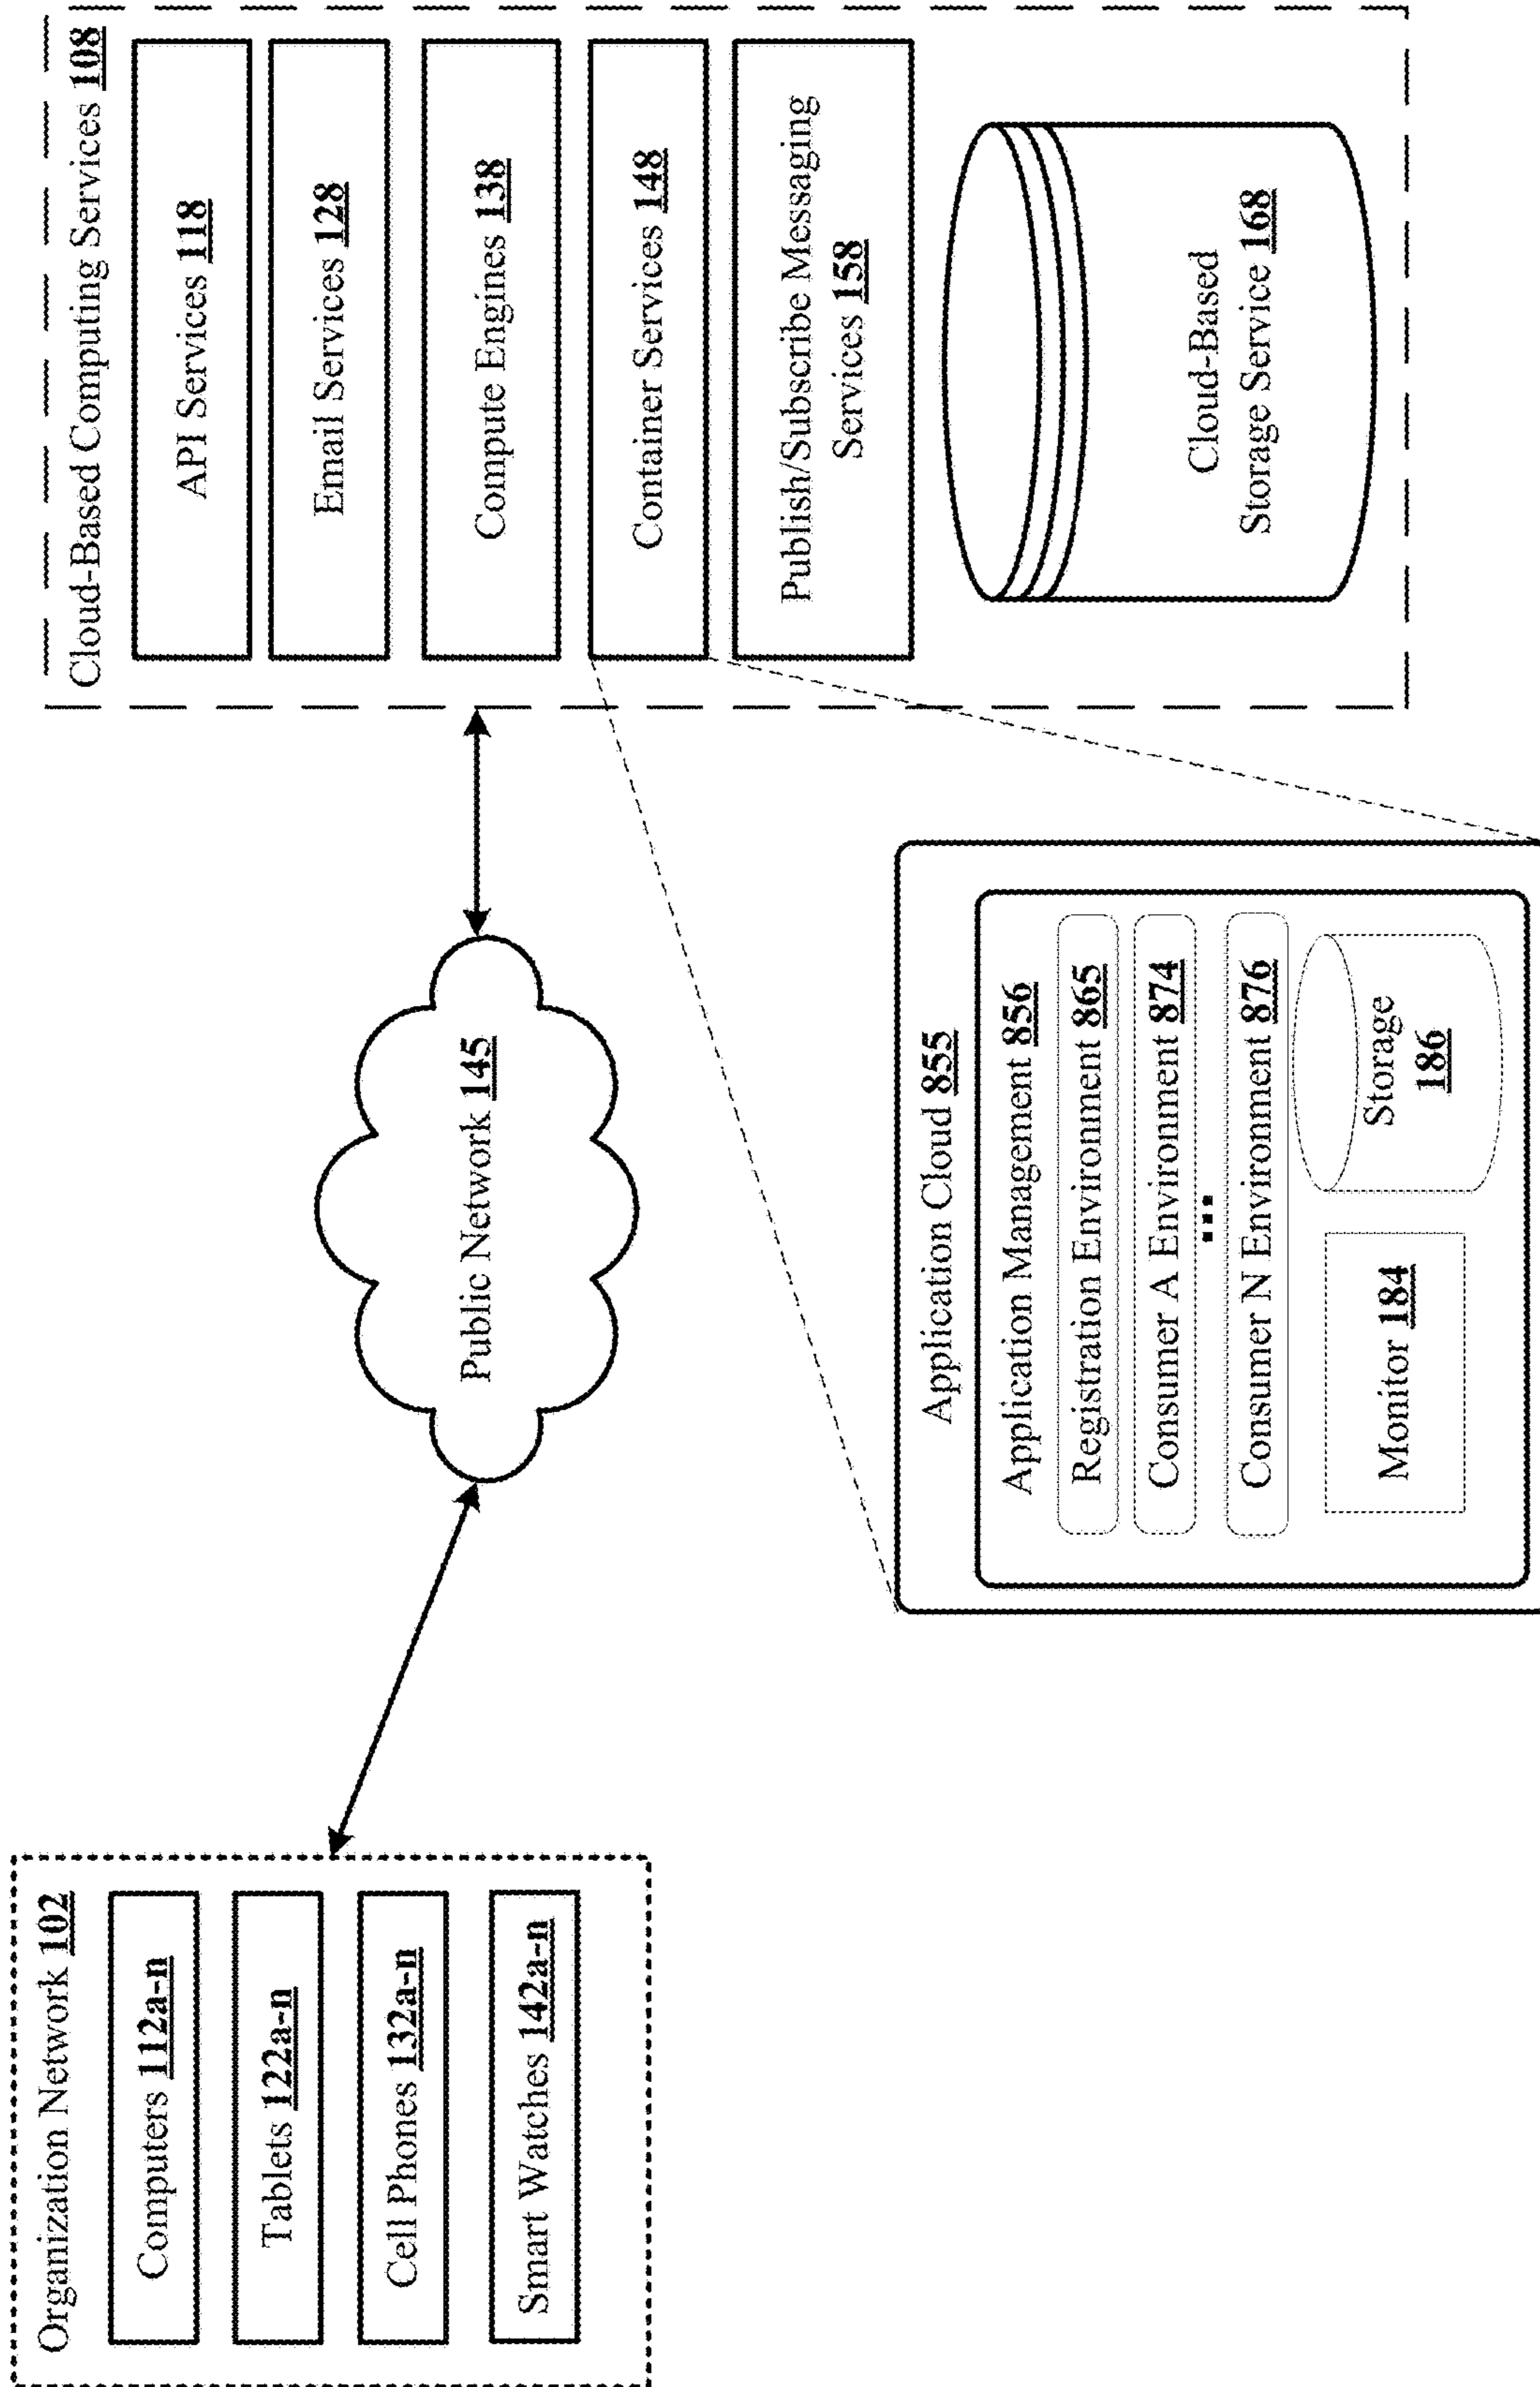 Organization Network 102
Computers 112a-n
Tablets 122a-n
Cell Phones 132a-n
Smart Watches 142a-n
Public Network 145
Cloud-Based Computing Services 108
API Services 118
Email Services 128
Compute Engines 138
Container Services 148
Publish/Subscribe Messaging
Services 158
Cloud-Based
Storage Service 168
Application Cloud 855
Application Management 856
Registration Environment 865
Consumer A Environment 874
...
Consumer N Environment 876
Monitor 184
Storage
186